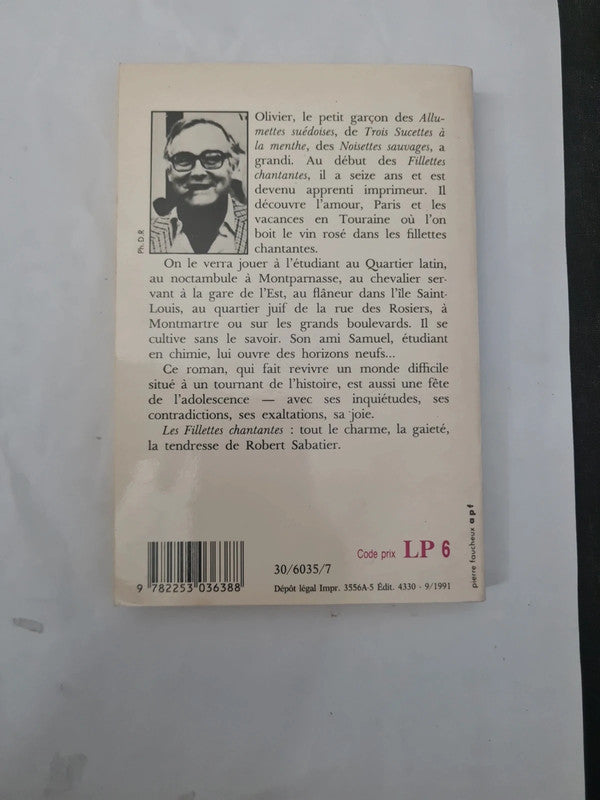 Olivier, le petit garçon des Allu-
mettes suédoises, de Trois Sucettes à
la menthe, des Noisettes sauvages, a
grandi. Au début des Fillettes
chantantes, il a seize ans et est
devenu apprenti imprimeur. Il
découvre l'amour, Paris et les
vacances en Touraine où l'on
boit le vin rosé dans les fillettes
chantantes.
Ph. D.R
On le verra jouer à l'étudiant au Quartier latin,
au noctambule à Montparnasse, au chevalier ser-
vant à la gare de l'Est, au flâneur dans l'île Saint-
Louis, au quartier juif de la rue des Rosiers, à
Montmartre ou sur les grands boulevards. Il se
cultive sans le savoir. Son ami Samuel, étudiant
en chimie, lui ouvre des horizons neufs...
Ce roman, qui fait revivre un monde difficile
situé à un tournant de l'histoire, est aussi une fête
de l'adolescence — avec ses inquiétudes, ses
contradictions, ses exaltations, sa joie.
Les Fillettes chantantes : tout le charme, la gaieté,
la tendresse de Robert Sabatier.
pierre faucheux apf
Code prix LP 6
30/6035/7
9 782253 036388
Dépôt légal Impr. 3556A-5 Édit. 4330 - 9/1991